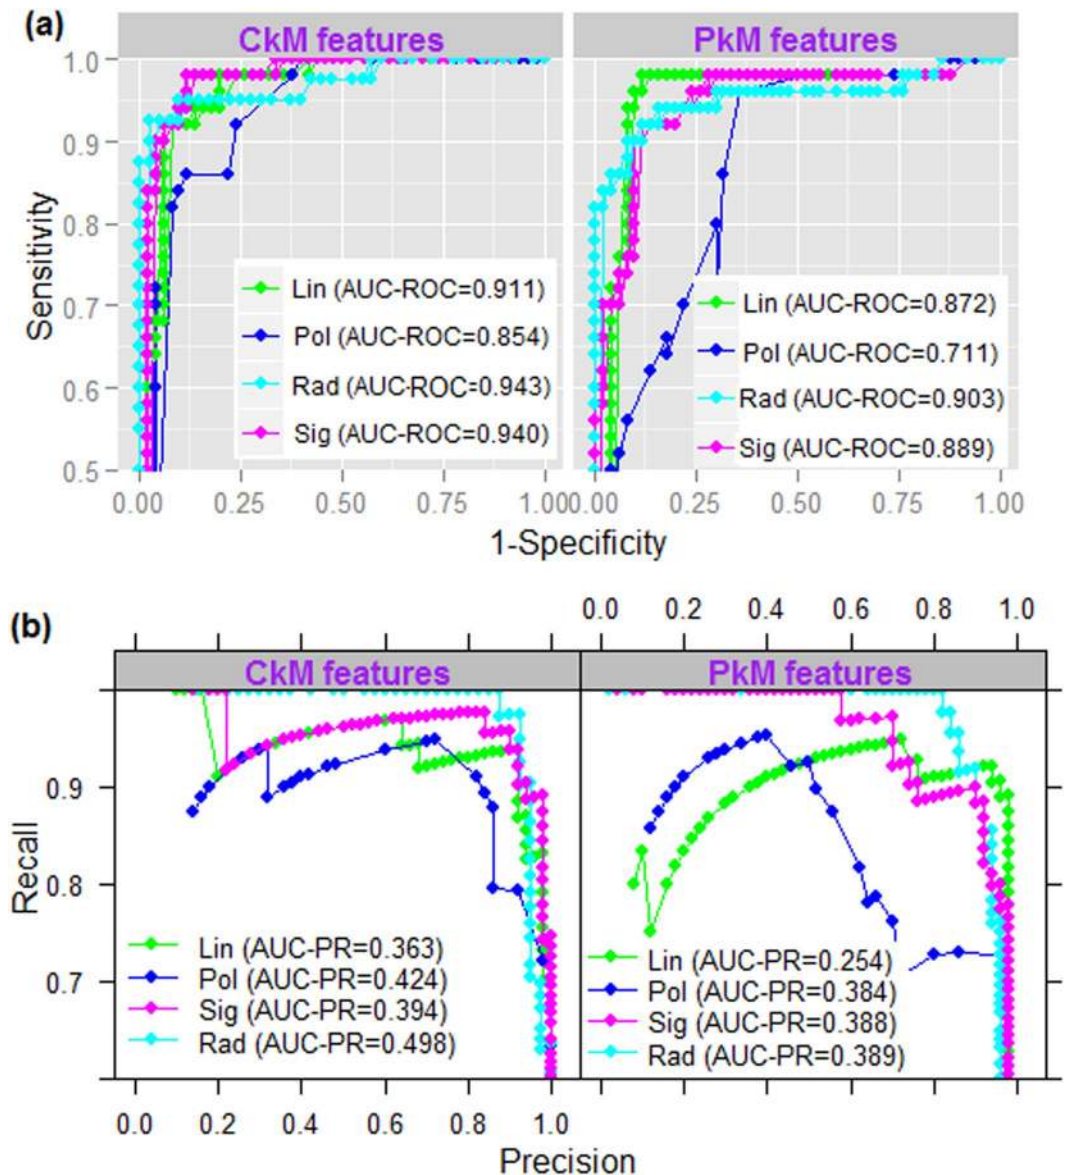 (a)
CkM features
PkM features
Sensitivity
1.0
0.9
0.8
0.7
0.6
0.5
Lin (AUC-ROC=0.911)
Pol (AUC-ROC=0.854)
Rad (AUC-ROC=0.943)
Sig (AUC-ROC=0.940)
Lin (AUC-ROC=0.872)
Pol (AUC-ROC=0.711)
Rad (AUC-ROC=0.903)
Sig (AUC-ROC=0.889)
0.00 0.25 0.50 0.75 1.00
0.00 0.25 0.50 0.75 1.00
1-Specificity
(b)
0.0 0.2 0.4 0.6 0.8 1.0
CkM features
PkM features
Recall
0.9
0.8
0.7
Lin (AUC-PR=0.363)
Pol (AUC-PR=0.424)
Sig (AUC-PR=0.394)
Rad (AUC-PR=0.498)
Lin (AUC-PR=0.254)
Pol (AUC-PR=0.384)
Sig (AUC-PR=0.388)
Rad (AUC-PR=0.389)
0.0 0.2 0.4 0.6 0.8 1.0
Precision